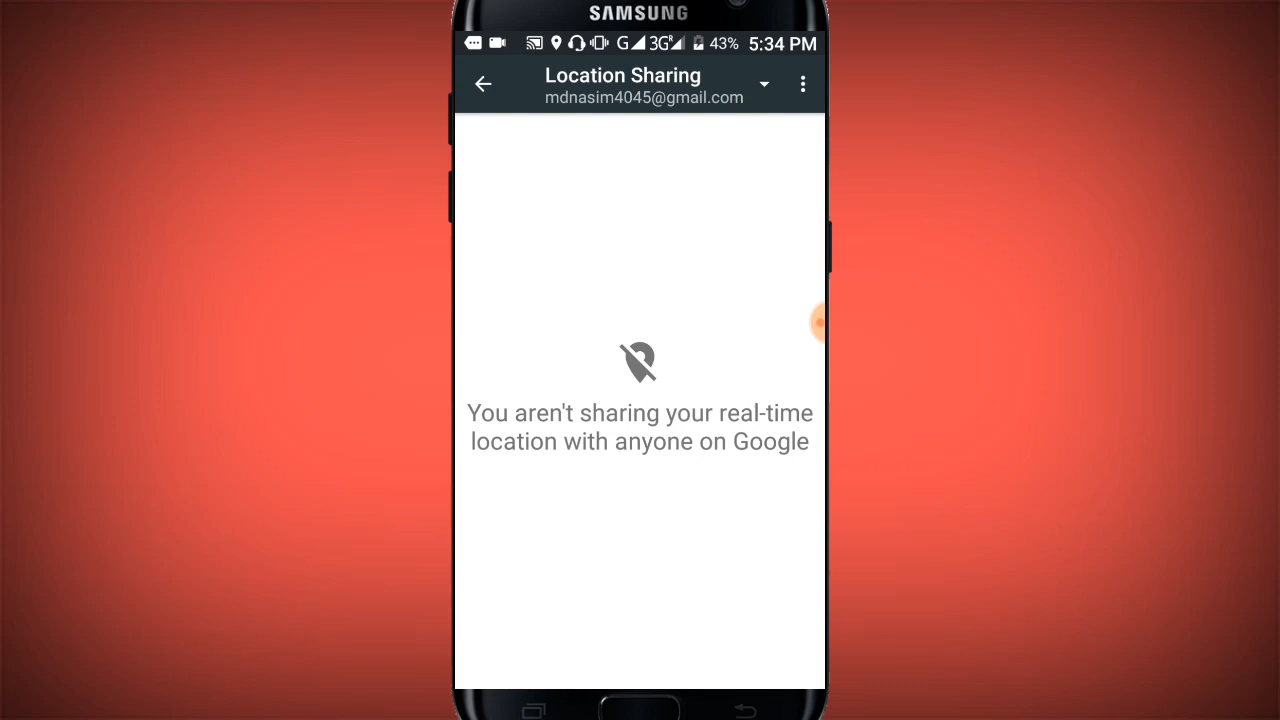 SAMSUNG
G 3G R 43% 5:34 PM
Location Sharing
mdnasim4045@gmail.com
You aren't sharing your real-time
location with anyone on Google